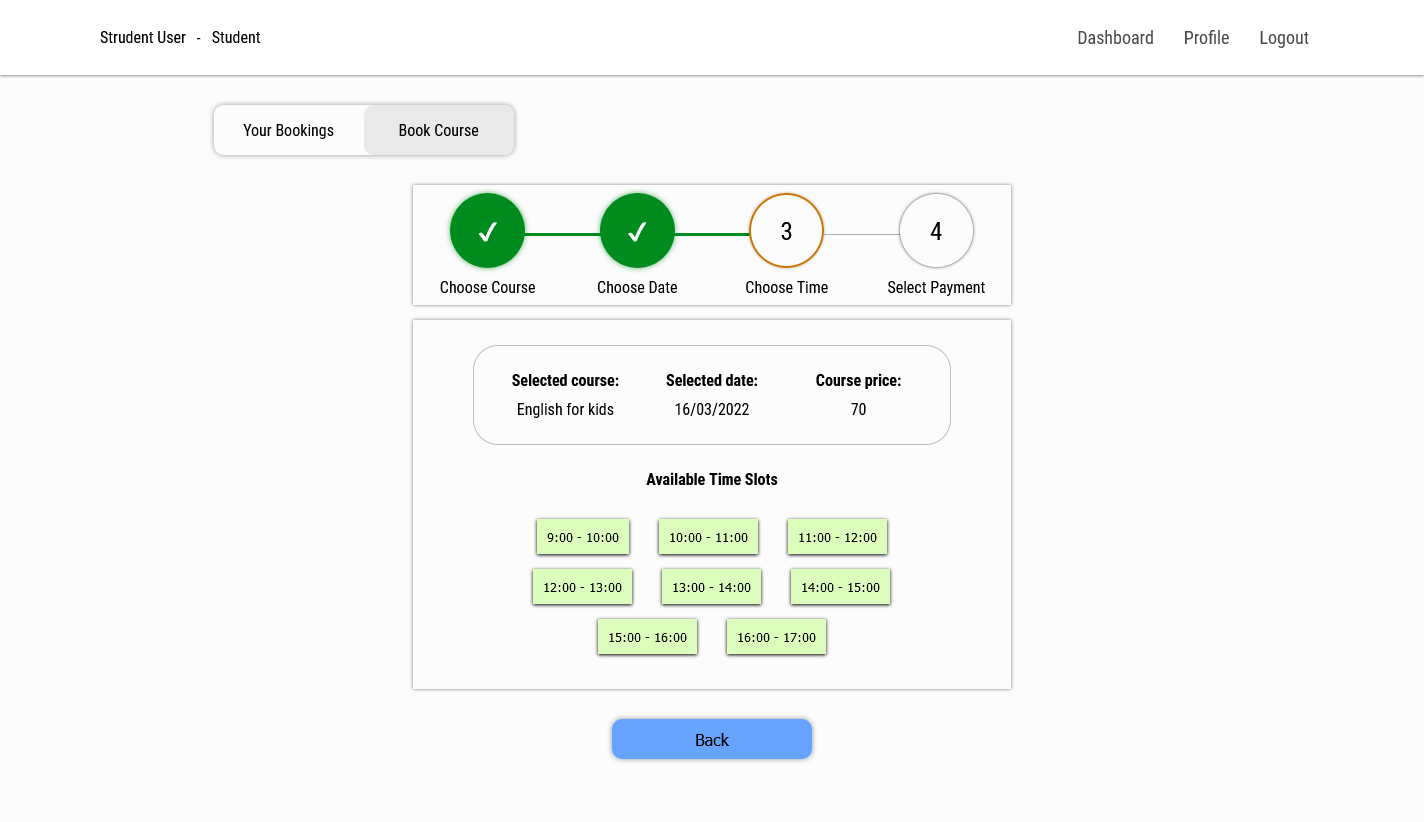 Strudent User - Student
Dashboard Profile Logout
Your Bookings Book Course
✓ ✓ 3 4
Choose Course Choose Date Choose Time Select Payment
Selected course: Selected date: Course price:
English for kids 16/03/2022 70
Available Time Slots
9:00 - 10:00 10:00 - 11:00 11:00 - 12:00
12:00 - 13:00 13:00 - 14:00 14:00 - 15:00
15:00 - 16:00 16:00 - 17:00
Back